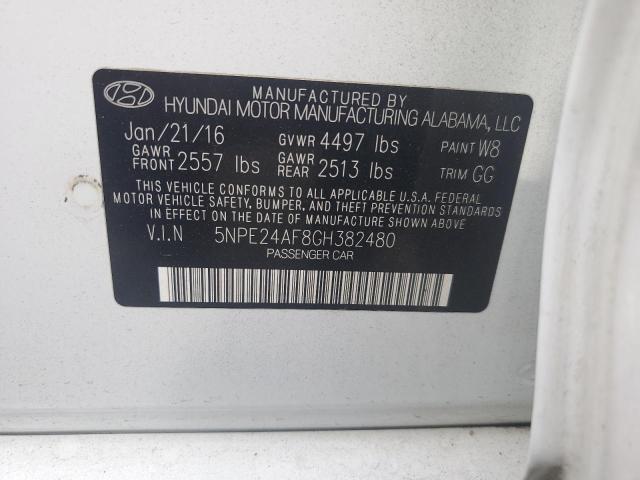 MANUFACTURED BY
HYUNDAI MOTOR MANUFACTURING ALABAMA, LLC
Jan/21/16 GVWR 4497 lbs PAINT W8
GAWR FRONT 2557 lbs GAWR REAR 2513 lbs TRIM GG
THIS VEHICLE CONFORMS TO ALL APPLICABLE U.S.A. FEDERAL
MOTOR VEHICLE SAFETY, BUMPER, AND THEFT PREVENTION STANDARDS
IN EFFECT ON THE DATE OF MANUFACTURE SHOWN ABOVE.
V.I.N 5NPE24AF8GH382480
PASSENGER CAR